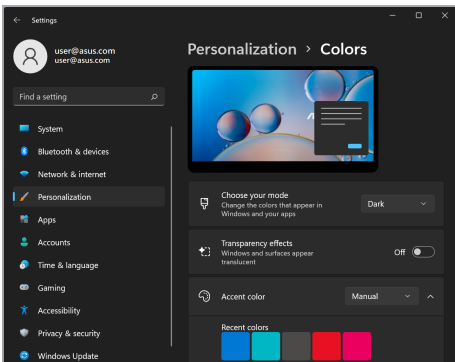 Settings
user@asus.com
user@asus.com
Find a setting
System
Bluetooth & devices
Network & internet
Personalization
Apps
Accounts
Time & language
Gaming
Accessibility
Privacy & security
Windows Update
Personalization > Colors
Choose your mode
Change the colors that appear in
Windows and your apps
Dark
Transparency effects
Windows and surfaces appear
translucent
Off
Accent color
Manual
Recent colors